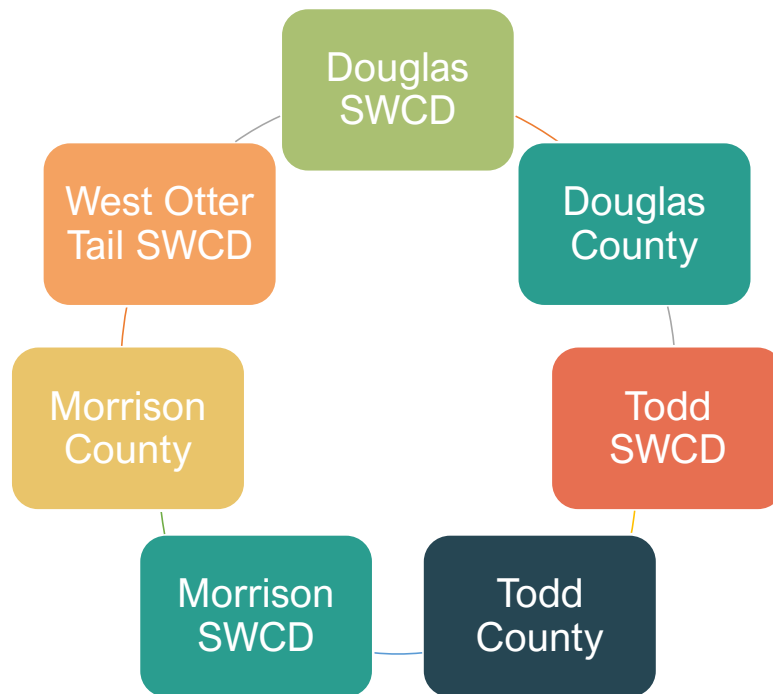 Douglas
SWCD
Douglas
County
Todd
SWCD
Todd
County
Morrison
SWCD
Morrison
County
West Otter
Tail SWCD